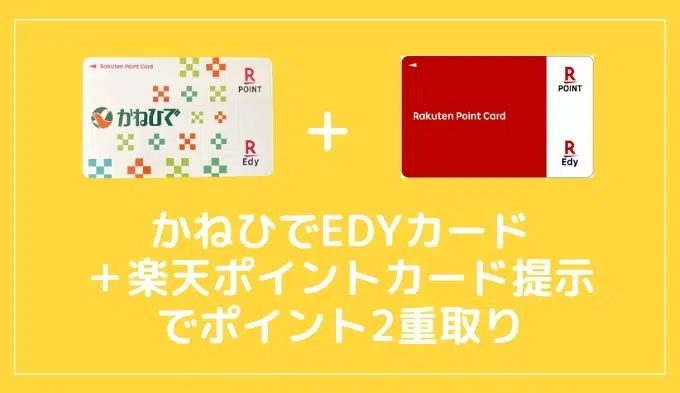 Rakuten Point Card
R
POINT
かねひで
R
Edy
+
R
POINT
Rakuten Point Card
R
Edy
かねひでEDYカード
＋楽天ポイントカード提示
でポイント2重取り